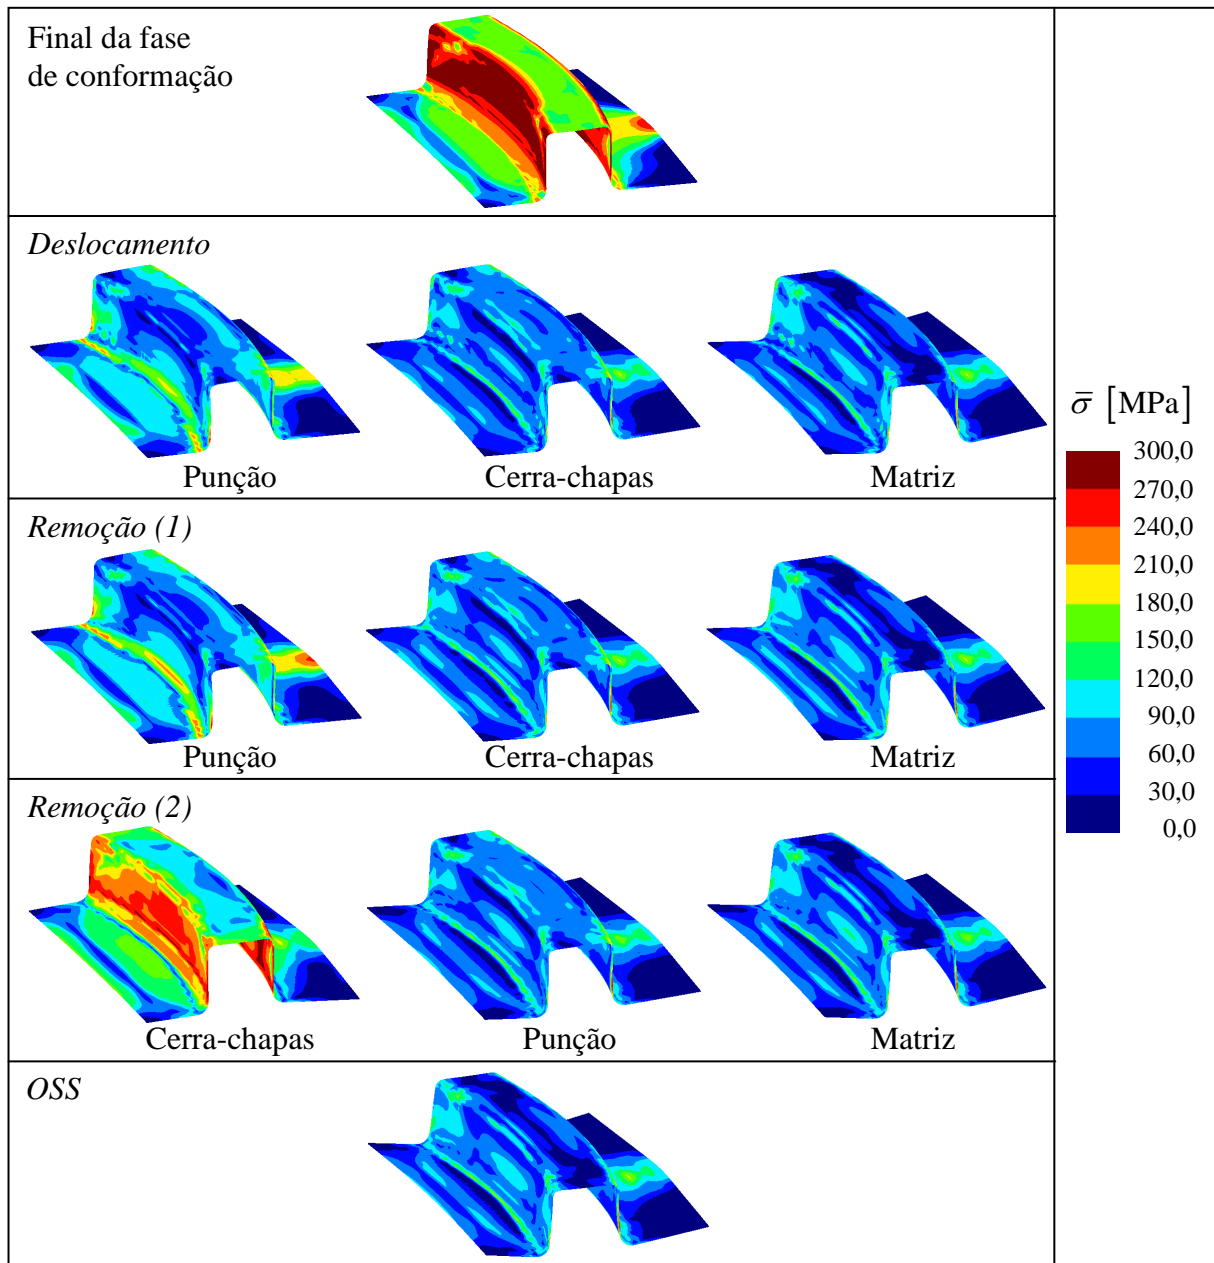 Final da fase
de conformação
Deslocamento
Punção
Cerra-chapas
Matriz
Remoção (1)
Punção
Cerra-chapas
Matriz
Remoção (2)
Cerra-chapas
Punção
Matriz
OSS
σ̅ [MPa]
300,0
270,0
240,0
210,0
180,0
150,0
120,0
90,0
60,0
30,0
0,0